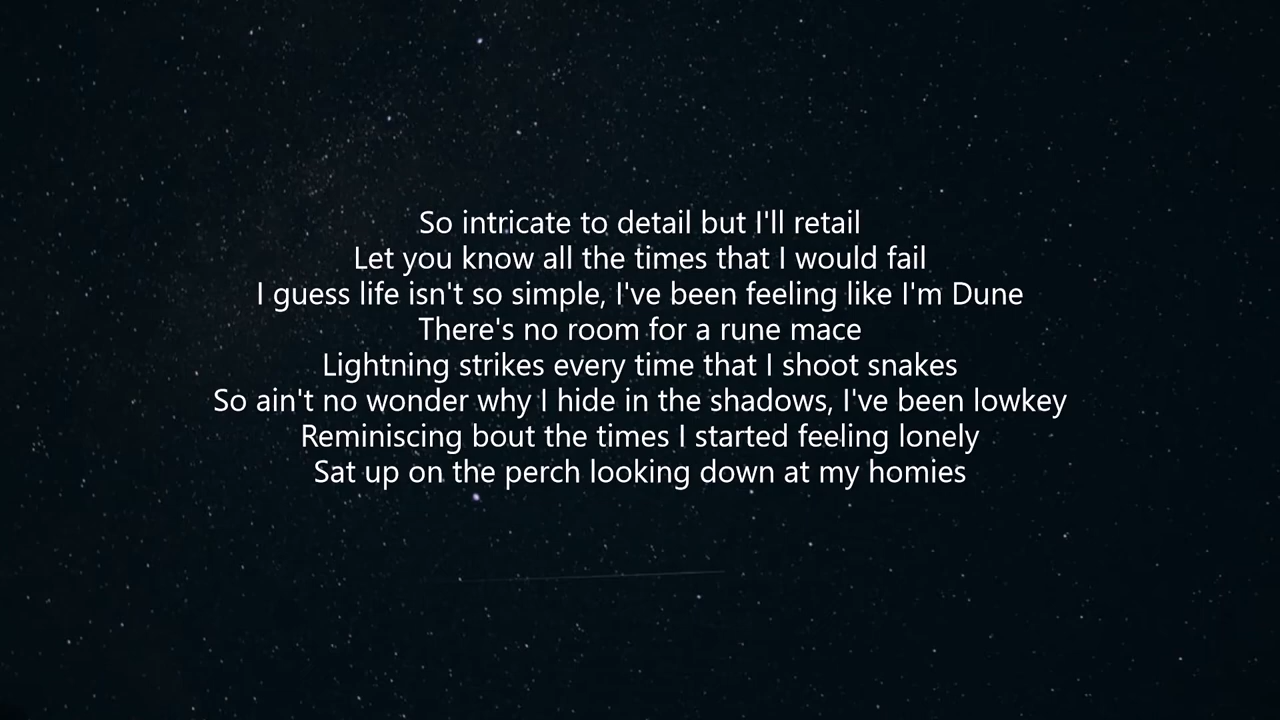 So intricate to detail but I'll retail
Let you know all the times that I would fail
I guess life isn't so simple, I've been feeling like I'm Dune
There's no room for a rune mace
Lightning strikes every time that I shoot snakes
So ain't no wonder why I hide in the shadows, I've been lowkey
Reminiscing bout the times I started feeling lonely
Sat up on the perch looking down at my homies